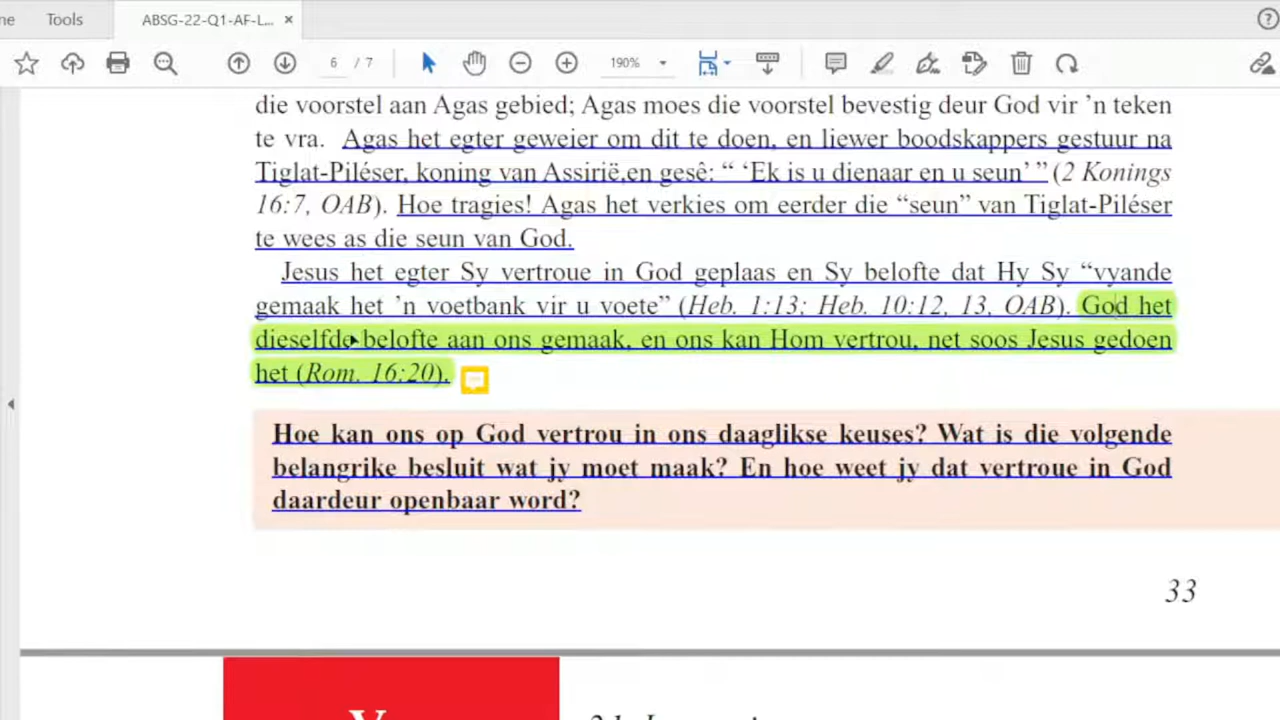 ne Tools ABSG-22-Q1-AF-L... ×
6 / 7 190%
die voorstel aan Agas gebied; Agas moes die voorstel bevestig deur God vir ’n teken
te vra. Agas het egter geweier om dit te doen, en liewer boodskappers gestuur na
Tiglat-Piléser, koning van Assirië,en gesê: “ ‘Ek is u dienaar en u seun’ ” (2 Konings
16:7, OAB). Hoe tragies! Agas het verkies om eerder die “seun” van Tiglat-Piléser
te wees as die seun van God.
Jesus het egter Sy vertroue in God geplaas en Sy belofte dat Hy Sy “vyande
gemaak het ’n voetbank vir u voete” (Heb. 1:13; Heb. 10:12, 13, OAB). God het
dieselfde belofte aan ons gemaak, en ons kan Hom vertrou, net soos Jesus gedoen
het (Rom. 16:20).
Hoe kan ons op God vertrou in ons daaglikse keuses? Wat is die volgende
belangrike besluit wat jy moet maak? En hoe weet jy dat vertroue in God
daardeur openbaar word?
33